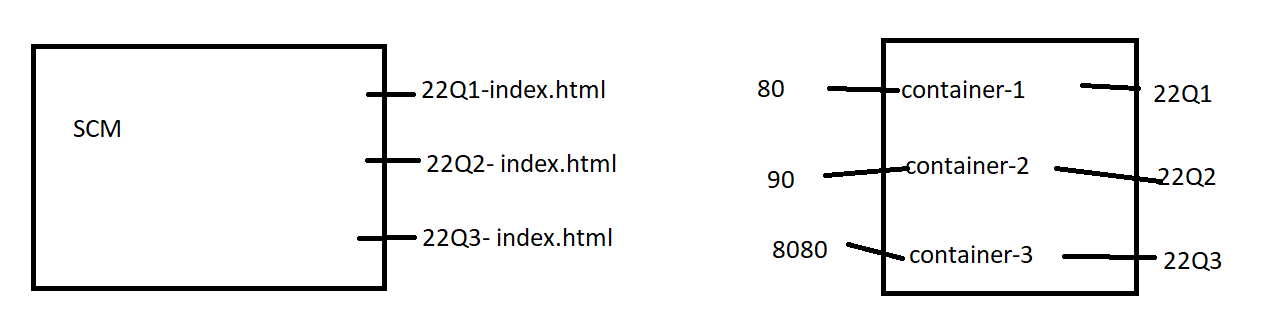 SCM
22Q1-index.html
22Q2- index.html
22Q3- index.html
80
container-1
22Q1
90
container-2
22Q2
8080
container-3
22Q3